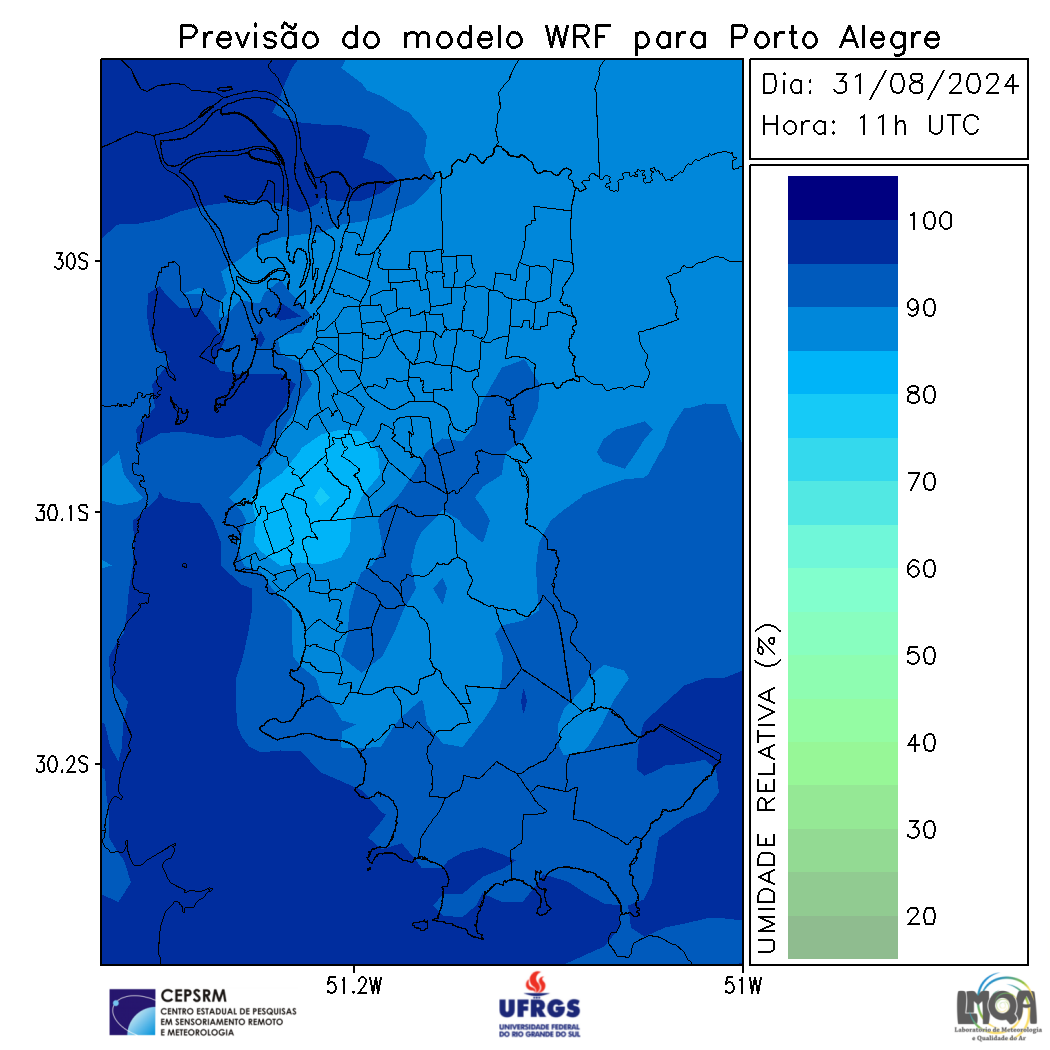 Previsão do modelo WRF para Porto Alegre
Dia: 31/08/2024
Hora: 11h UTC
100
90
80
70
60
50
40
30
20
UMIDADE RELATIVA (%)
30S
30.1S
30.2S
51.2W
51W
CEPSRM
CENTRO ESTADUAL DE PESQUISAS
EM SENSORIAMENTO REMOTO
E METEOROLOGIA
UFRGS
UNIVERSIDADE FEDERAL
DO RIO GRANDE DO SUL
LMQA
Laboratório de Meteorologia
e Qualidade do Ar